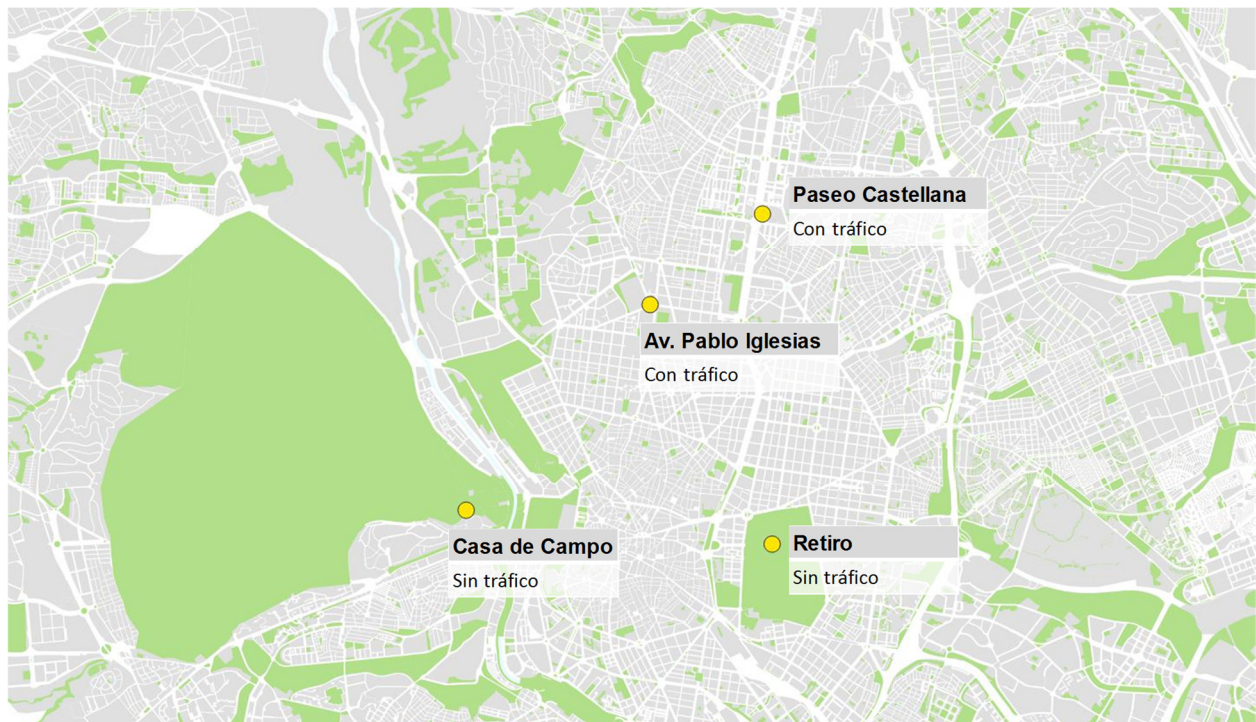 Paseo Castellana
Con tráfico
Av. Pablo Iglesias
Con tráfico
Casa de Campo
Sin tráfico
Retiro
Sin tráfico